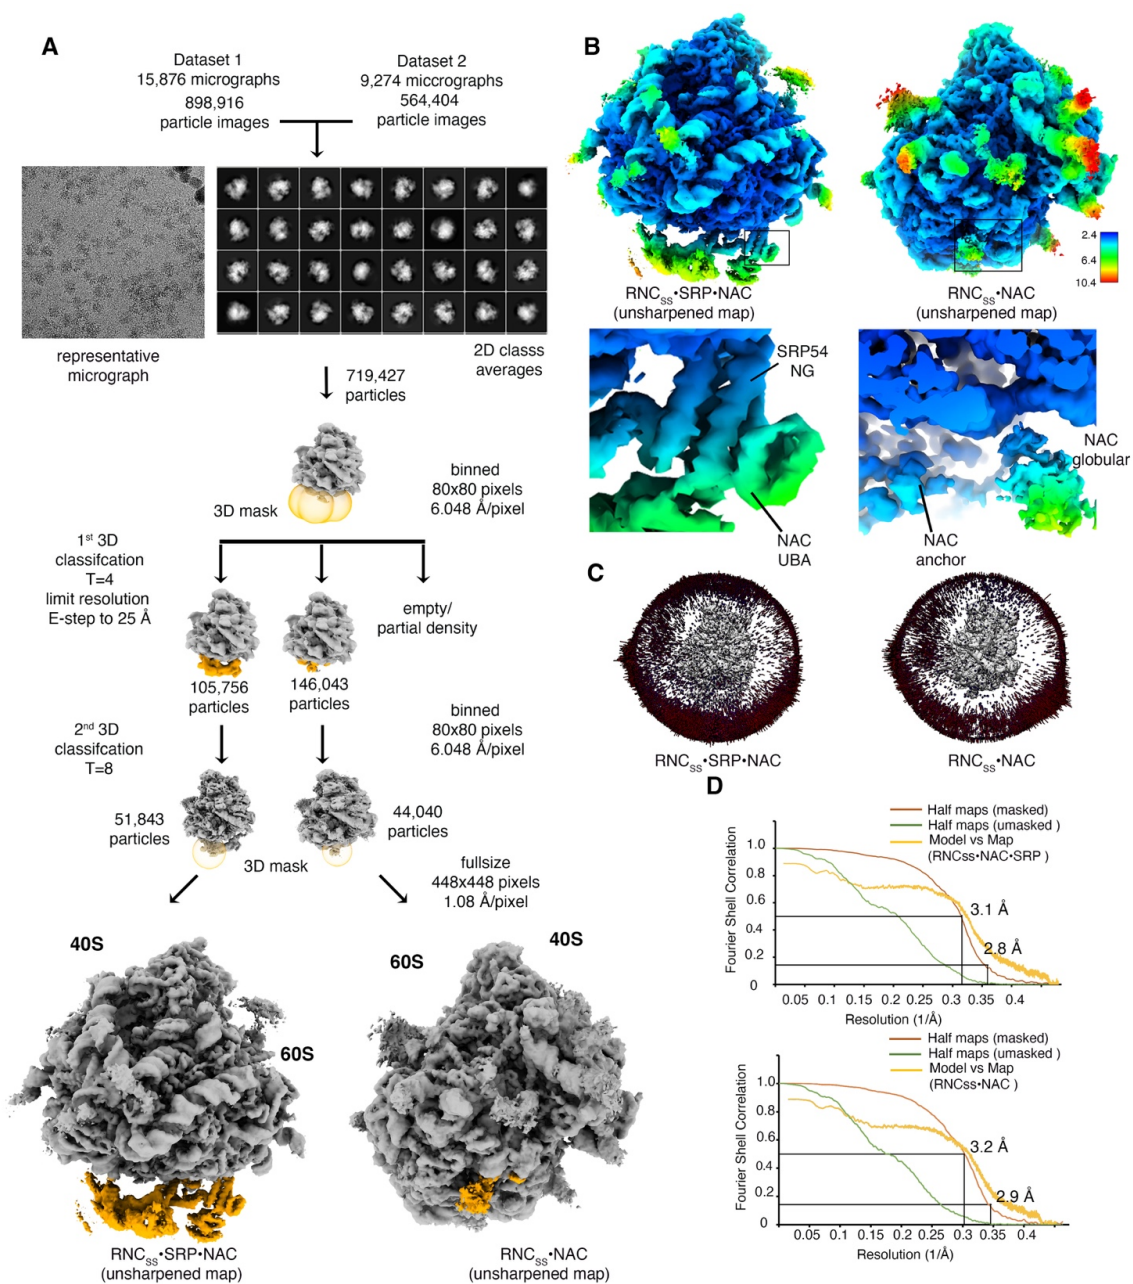 A
Dataset 1
15,876 micrographs
898,916
particle images
Dataset 2
9,274 miccrographs
564,404
particle images
representative
micrograph
2D classs
averages
719,427
particles
3D mask
binned
80x80 pixels
6.048 Å/pixel
1st 3D
classifcation
T=4
limit resolution
E-step to 25 Å
empty/
partial density
105,756
particles
146,043
particles
2nd 3D
classifcation
T=8
binned
80x80 pixels
6.048 Å/pixel
51,843
particles
44,040
particles
3D mask
fullsize
448x448 pixels
1.08 Å/pixel
40S
60S
RNCSS•SRP•NAC
(unsharpened map)
60S
40S
RNCSS•NAC
(unsharpened map)
B
RNCSS•SRP•NAC
(unsharpened map)
RNCSS•NAC
(unsharpened map)
2.4
6.4
10.4
SRP54
NG
NAC
UBA
NAC
globular
NAC
anchor
C
RNCSS•SRP•NAC
RNCSS•NAC
D
Half maps (masked)
Half maps (umasked )
Model vs Map
(RNCss•NAC•SRP )
Fourier Shell Correlation
1.0
0.8
0.6
0.4
0.2
0
3.1 Å
2.8 Å
0.05 0.1 0.15 0.2 0.25 0.3 0.35 0.4
Resolution (1/Å)
Half maps (masked)
Half maps (umasked )
Model vs Map
(RNCss•NAC )
Fourier Shell Correlation
1.0
0.8
0.6
0.4
0.2
0
3.2 Å
2.9 Å
0.05 0.1 0.15 0.2 0.25 0.3 0.35 0.4
Resolution (1/Å)